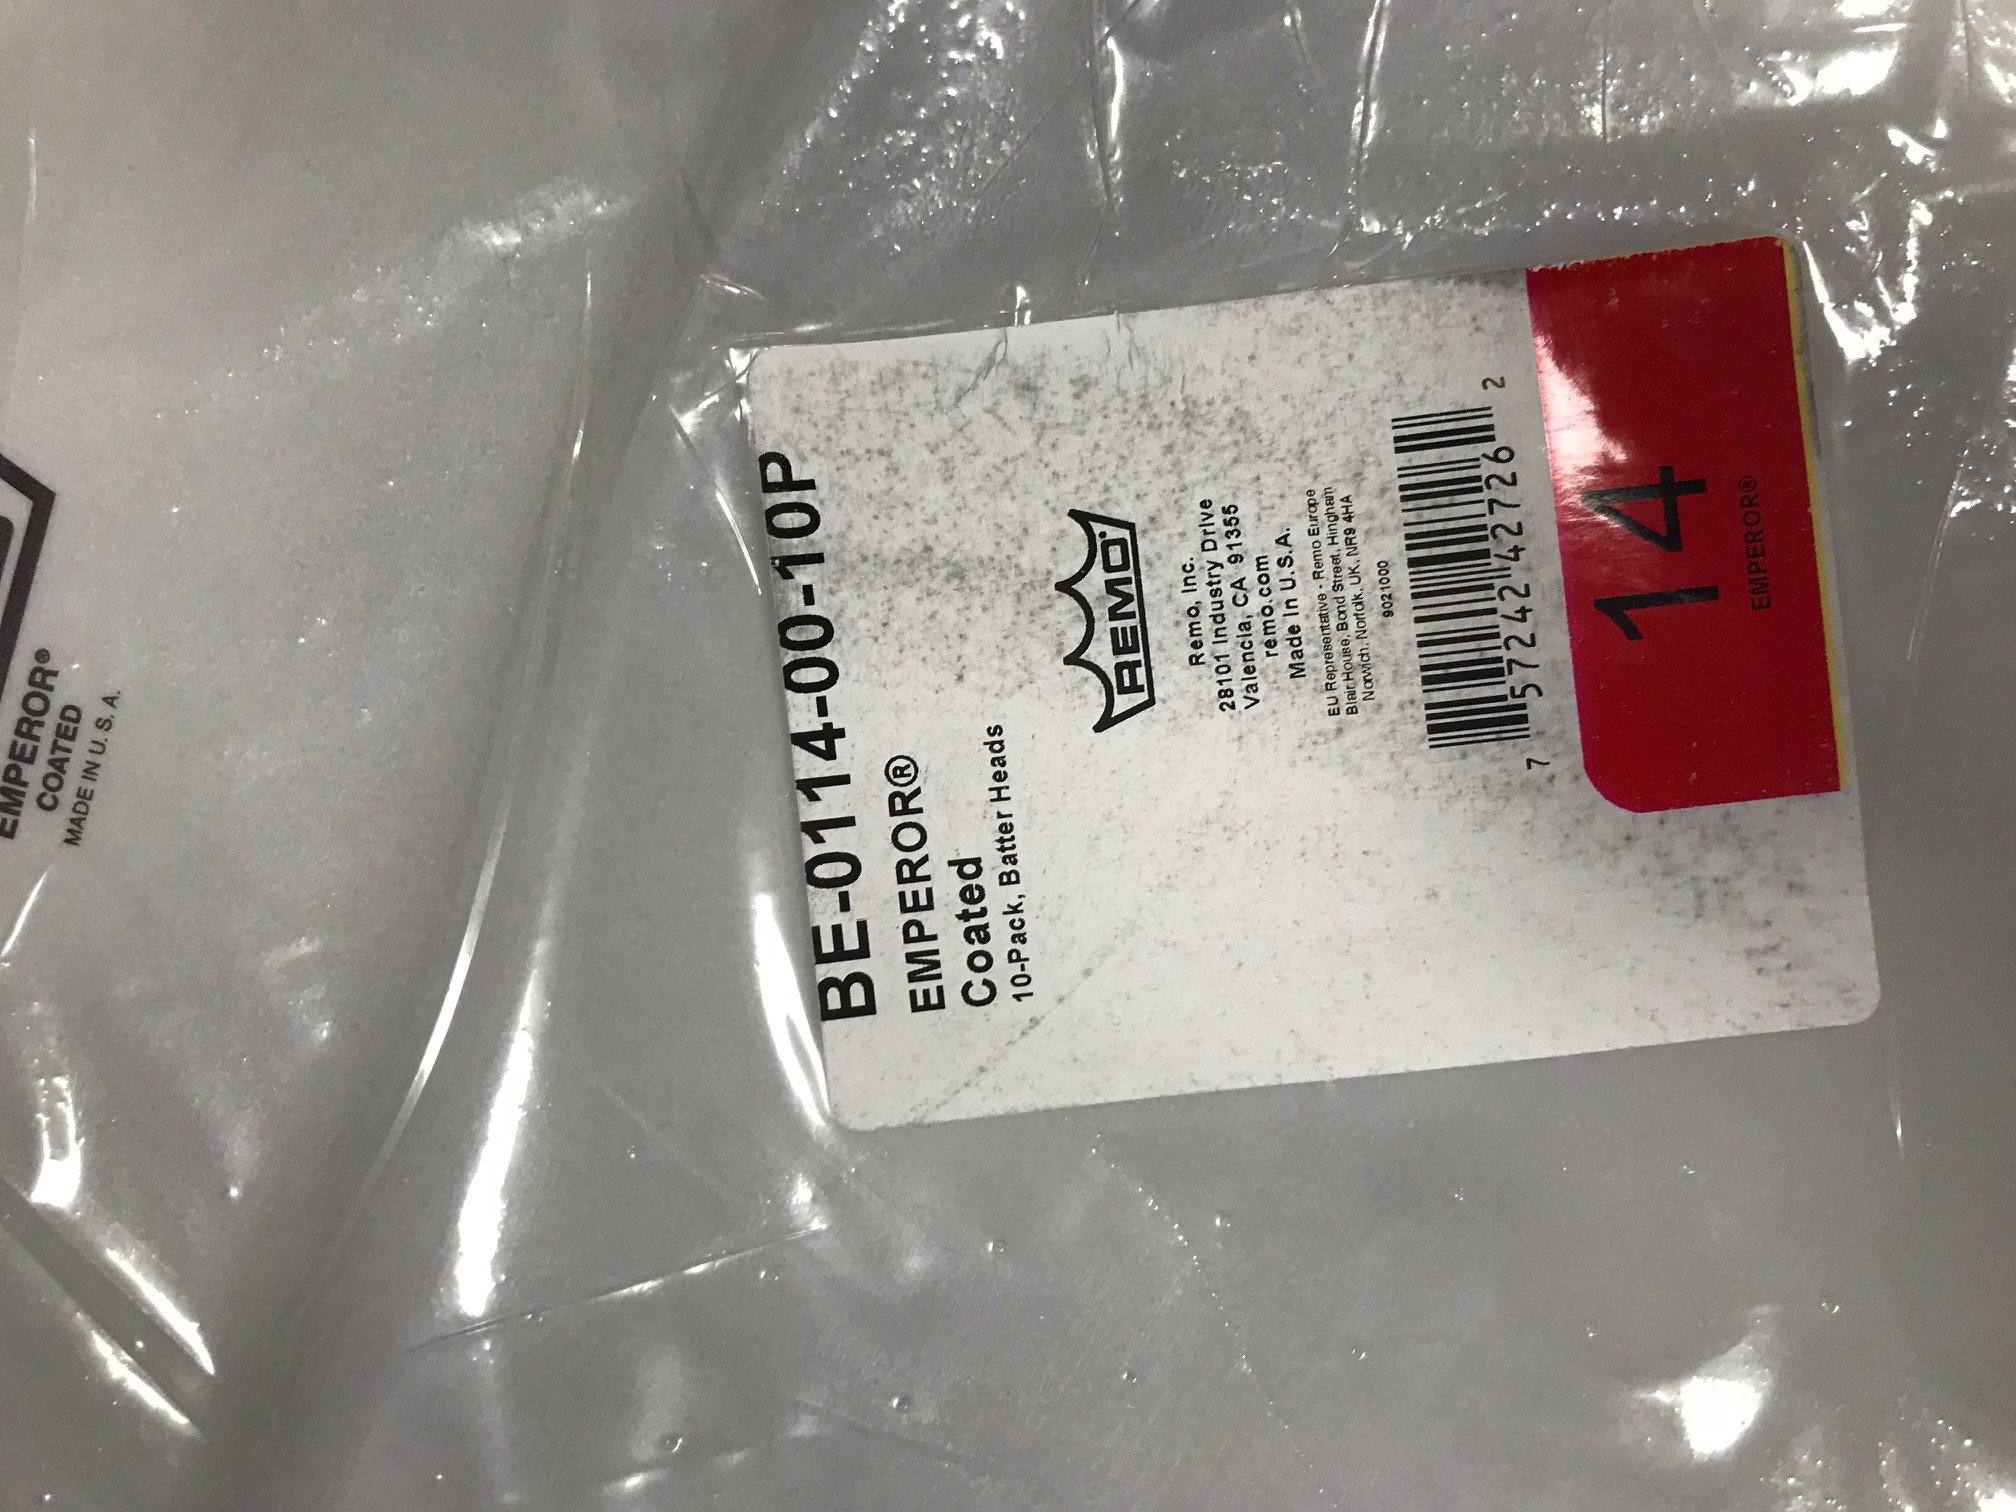 EMPEROR®
COATED
MADE IN U.S.A.
BE-0114-00-10P
EMPEROR®
Coated
10-Pack, Batter Heads
REMO
Remo, Inc.
28101 Industry Drive
Valencia, CA 91355
remo.com
Made In U.S.A.
EU Representative - Remo Europe
Blair House, Bond Street, Hingham
Norwich. Norfolk, UK, NR9 4HA
9021000
7 57242 42726 2
14
EMPEROR®